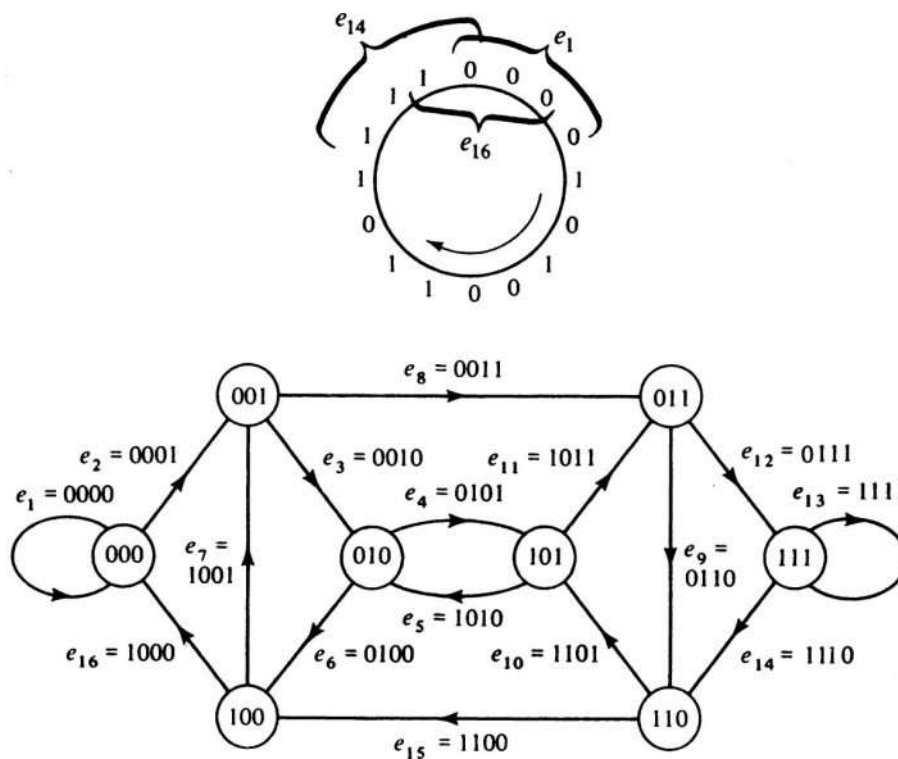 e₁₄ e₁
1 0 0
1 0
1 e₁₆ 0
1 1
0 0
1 1
1 0 0
e₈ = 0011
001 011
e₂ = 0001 e₃ = 0010 e₁₁ = 1011 e₁₂ = 0111
e₁ = 0000 e₄ = 0101 e₁₃ = 111
000 e₇ = 010 101 e₉ = 111
1001 0110
e₅ = 1010
e₁₆ = 1000 e₆ = 0100 e₁₀ = 1101 e₁₄ = 1110
100 110
e₁₅ = 1100